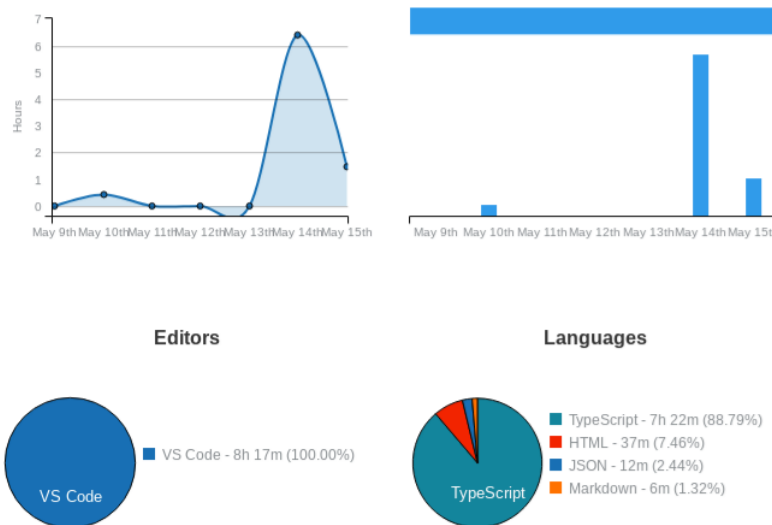 7
6
5
4
3
2
1
0
Hours
May 9th May 10th May 11th May 12th May 13th May 14th May 15th
May 9th May 10th May 11th May 12th May 13th May 14th May 15t
Editors
VS Code
VS Code - 8h 17m (100.00%)
Languages
TypeScript
TypeScript - 7h 22m (88.79%)
HTML - 37m (7.46%)
JSON - 12m (2.44%)
Markdown - 6m (1.32%)